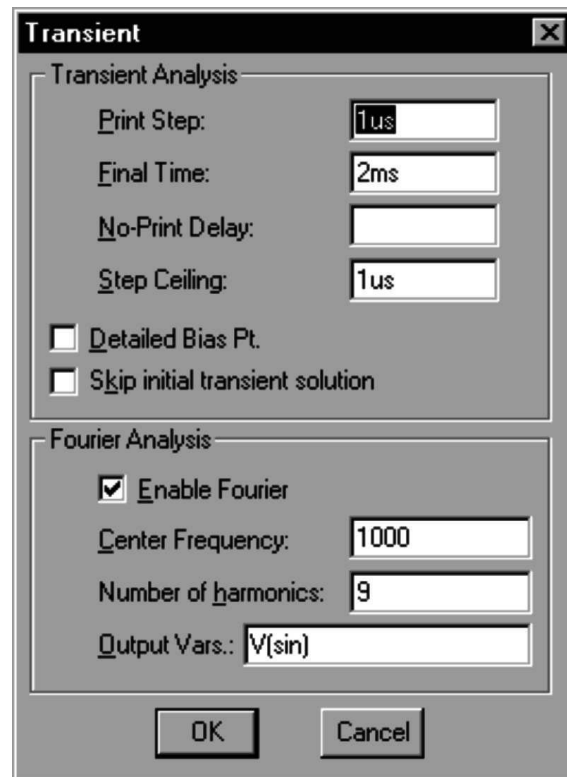 Transient
Transient Analysis
Print Step: 1us
Final Time: 2ms
No-Print Delay:
Step Ceiling: 1us
Detailed Bias Pt.
Skip initial transient solution
Fourier Analysis
Enable Fourier
Center Frequency: 1000
Number of harmonics: 9
Output Vars.: V(sin)
OK Cancel